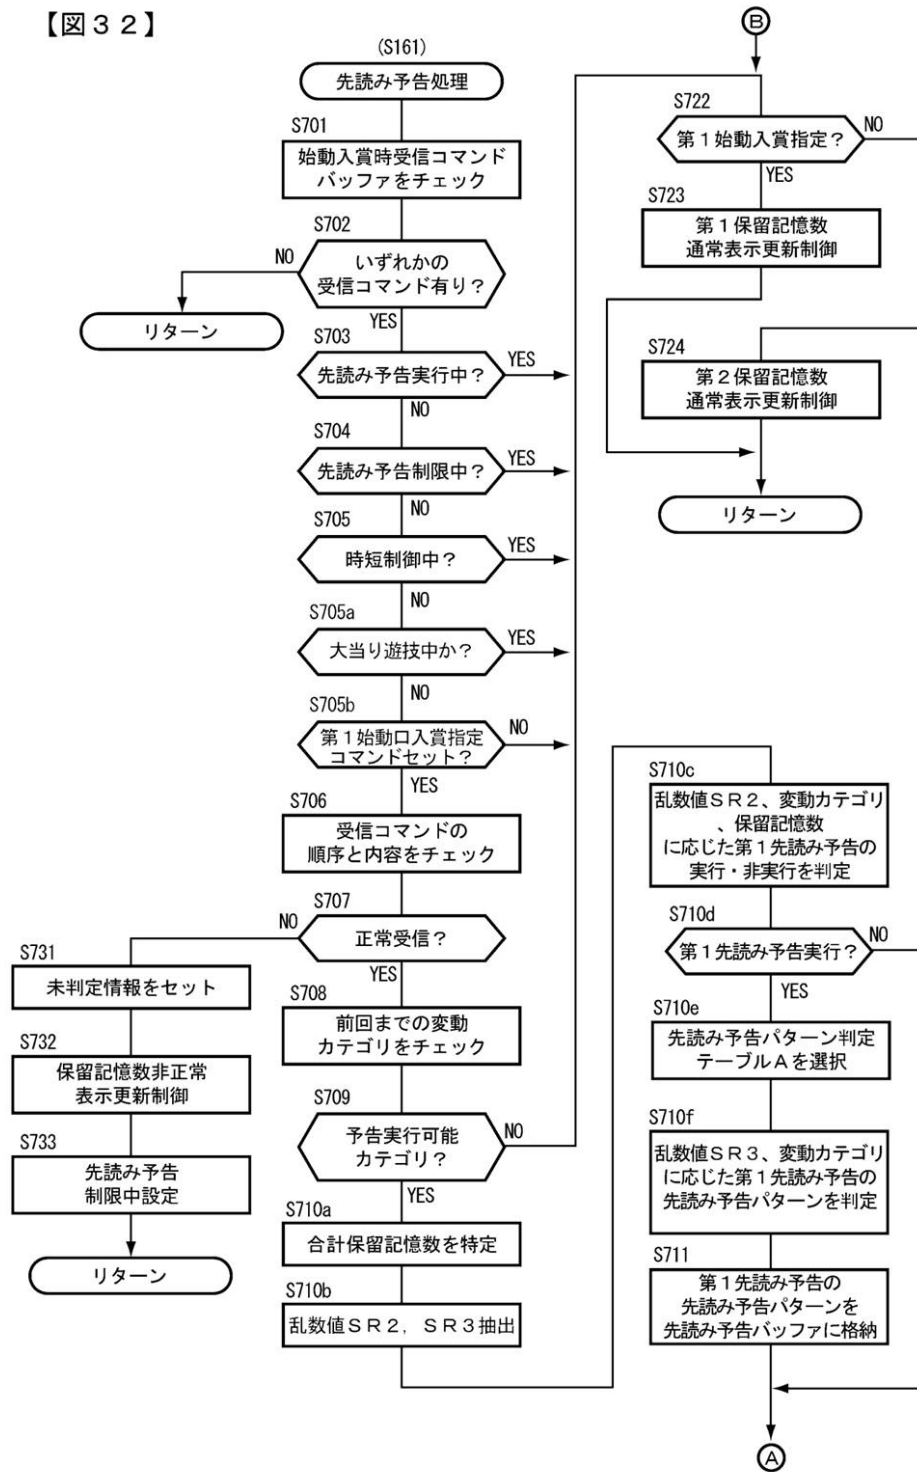 【図３２】
(S161)
先読み予告処理
S701
始動入賞時受信コマンド
バッファをチェック
S702
いずれかの
受信コマンド有り？
NO
リターン
YES
S703
先読み予告実行中？
YES
NO
S704
先読み予告制限中？
YES
NO
S705
時短制御中？
YES
NO
S705a
大当り遊技中か？
YES
NO
S705b
第１始動口入賞指定
コマンドセット？
NO
YES
S706
受信コマンドの
順序と内容をチェック
S707
正常受信？
NO
S731
未判定情報をセット
S732
保留記憶数非正常
表示更新制御
S733
先読み予告
制限中設定
リターン
YES
S708
前回までの変動
カテゴリをチェック
S709
予告実行可能
カテゴリ？
NO
YES
S710a
合計保留記憶数を特定
S710b
乱数値ＳＲ２，ＳＲ３抽出
B
S722
第１始動入賞指定？
NO
YES
S723
第１保留記憶数
通常表示更新制御
S724
第２保留記憶数
通常表示更新制御
リターン
S710c
乱数値ＳＲ２、変動カテゴリ
、保留記憶数
に応じた第１先読み予告の
実行・非実行を判定
S710d
第１先読み予告実行？
NO
YES
S710e
先読み予告パターン判定
テーブルＡを選択
S710f
乱数値ＳＲ３、変動カテゴリ
に応じた第１先読み予告の
先読み予告パターンを判定
S711
第１先読み予告の
先読み予告パターンを
先読み予告バッファに格納
A